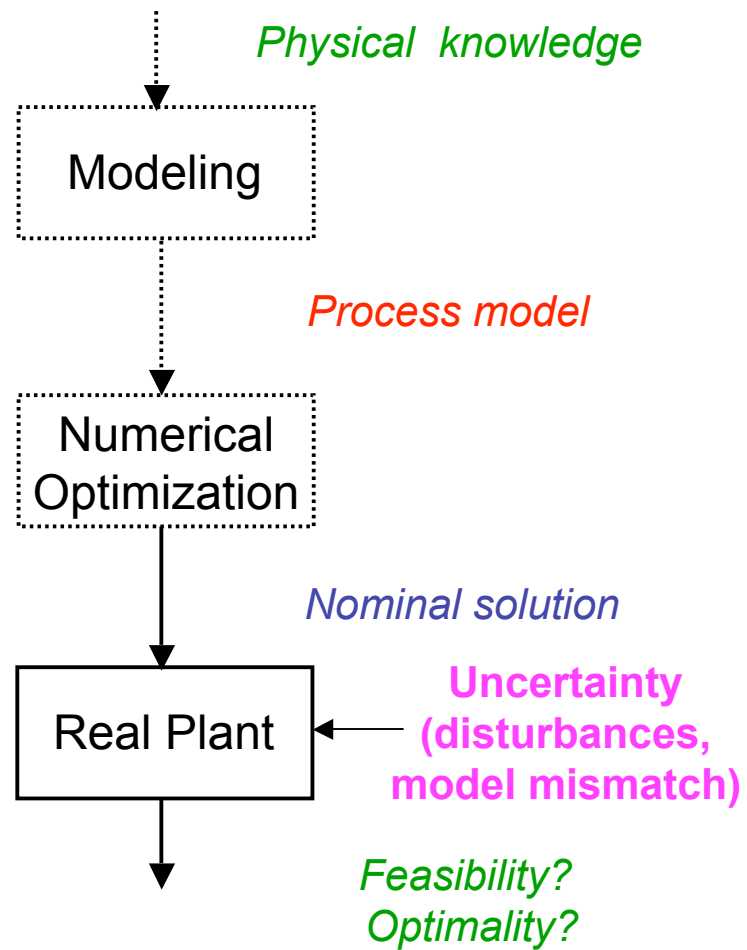 Physical knowledge
Modeling
Process model
Numerical
Optimization
Nominal solution
Real Plant
Uncertainty
(disturbances,
model mismatch)
Feasibility?
Optimality?